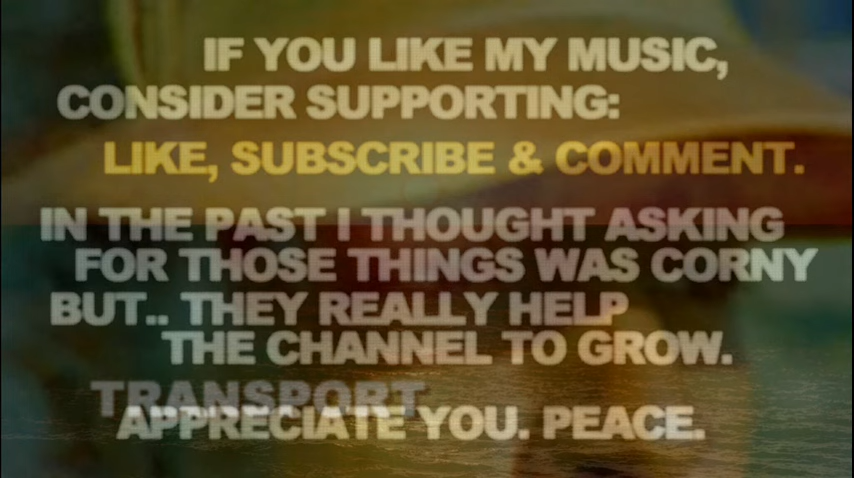 IF YOU LIKE MY MUSIC,
CONSIDER SUPPORTING:
LIKE, SUBSCRIBE & COMMENT.
IN THE PAST I THOUGHT ASKING
FOR THOSE THINGS WAS CORNY
BUT.. THEY REALLY HELP
THE CHANNEL TO GROW.
TRANSPORT
APPRECIATE YOU. PEACE.